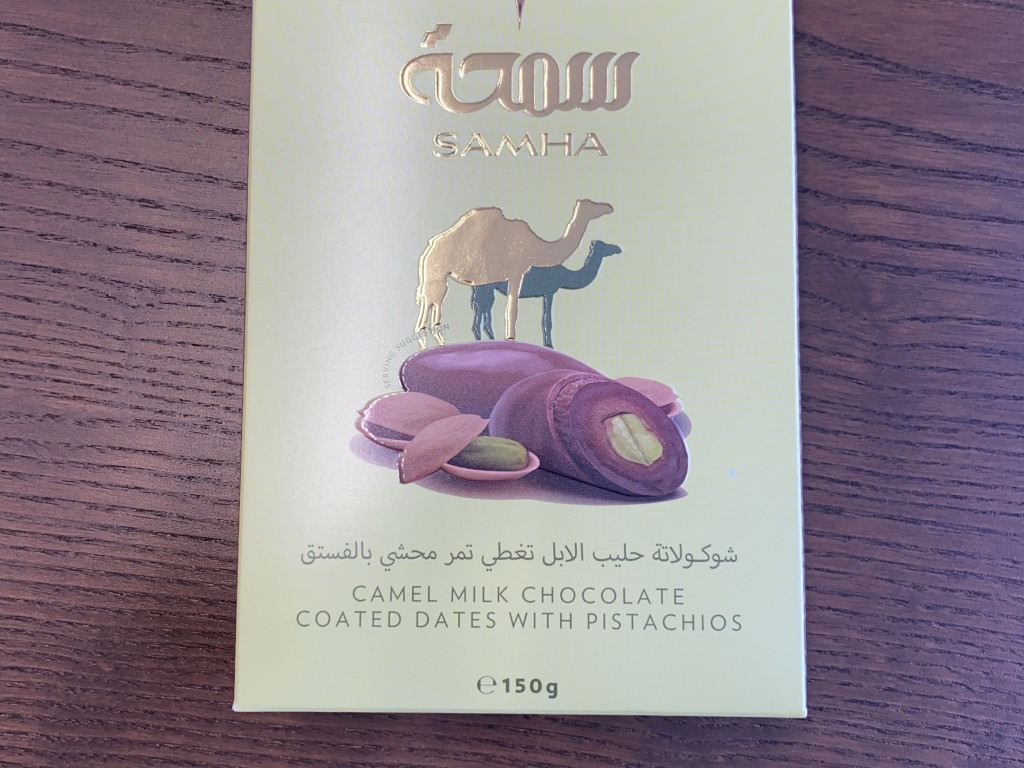 سمحة
SAMHA
SERVING SUGGESTION
شوكولاتة حليب الابل تغطي تمر محشي بالفستق
CAMEL MILK CHOCOLATE
COATED DATES WITH PISTACHIOS
℮150g